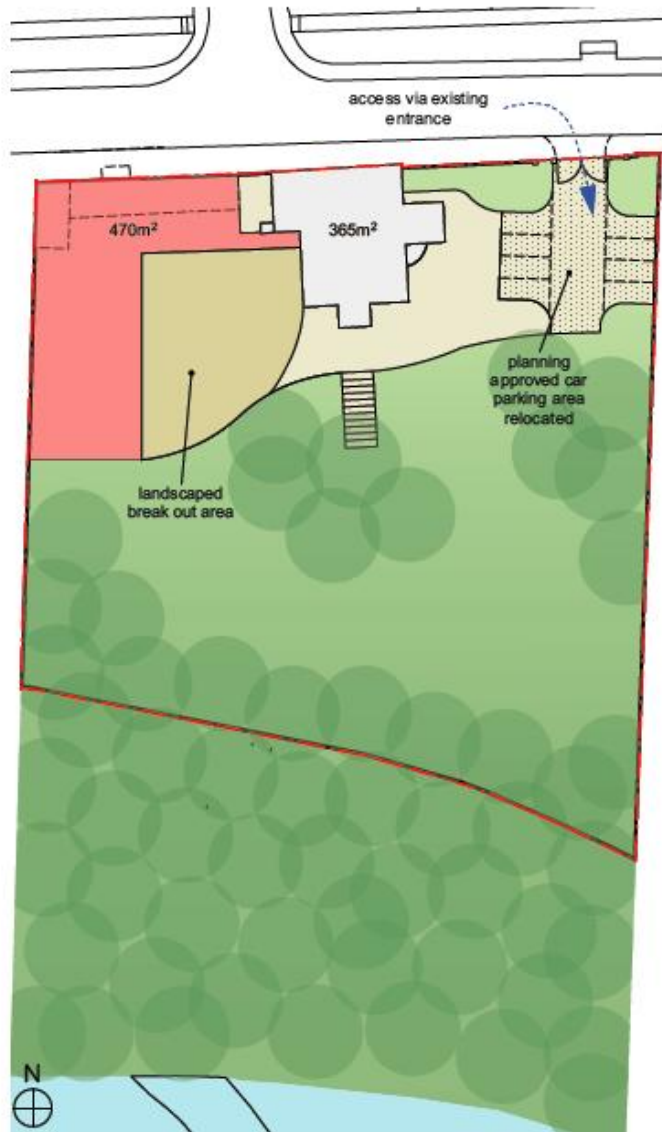 access via existing
entrance
470m²
365m²
planning
approved car
parking area
relocated
landscaped
break out area
N